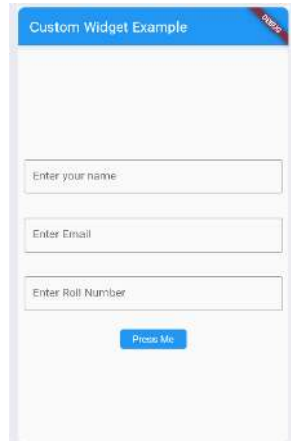 Custom Widget Example
DEBUG
Enter your name
Enter Email
Enter Roll Number
Press Me